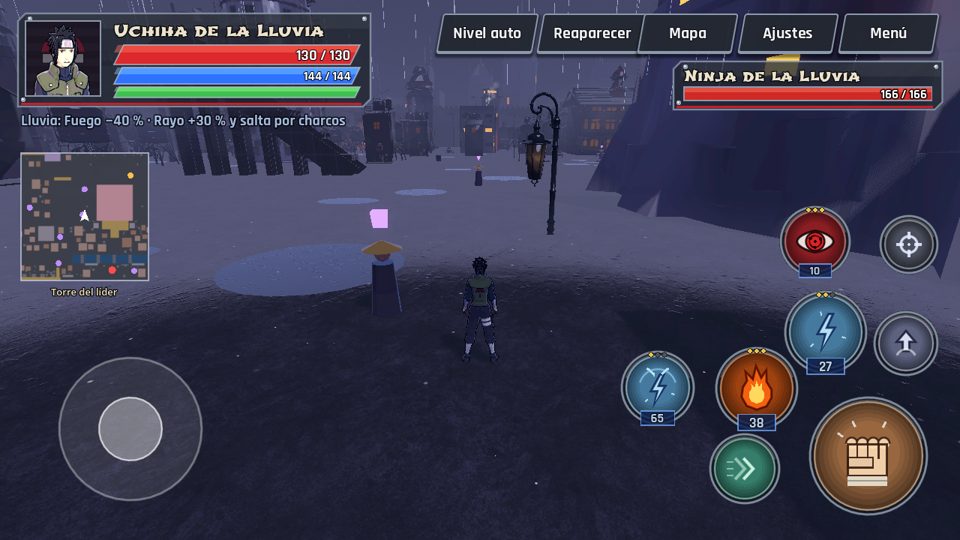 Uchiha de la Lluvia
130 / 130
144 / 144
Lluvia: Fuego −40 % · Rayo +30 % y salta por charcos
Torre del líder
Nivel auto
Reaparecer
Mapa
Ajustes
Menú
Ninja de la Lluvia
166 / 166
10
27
65
38